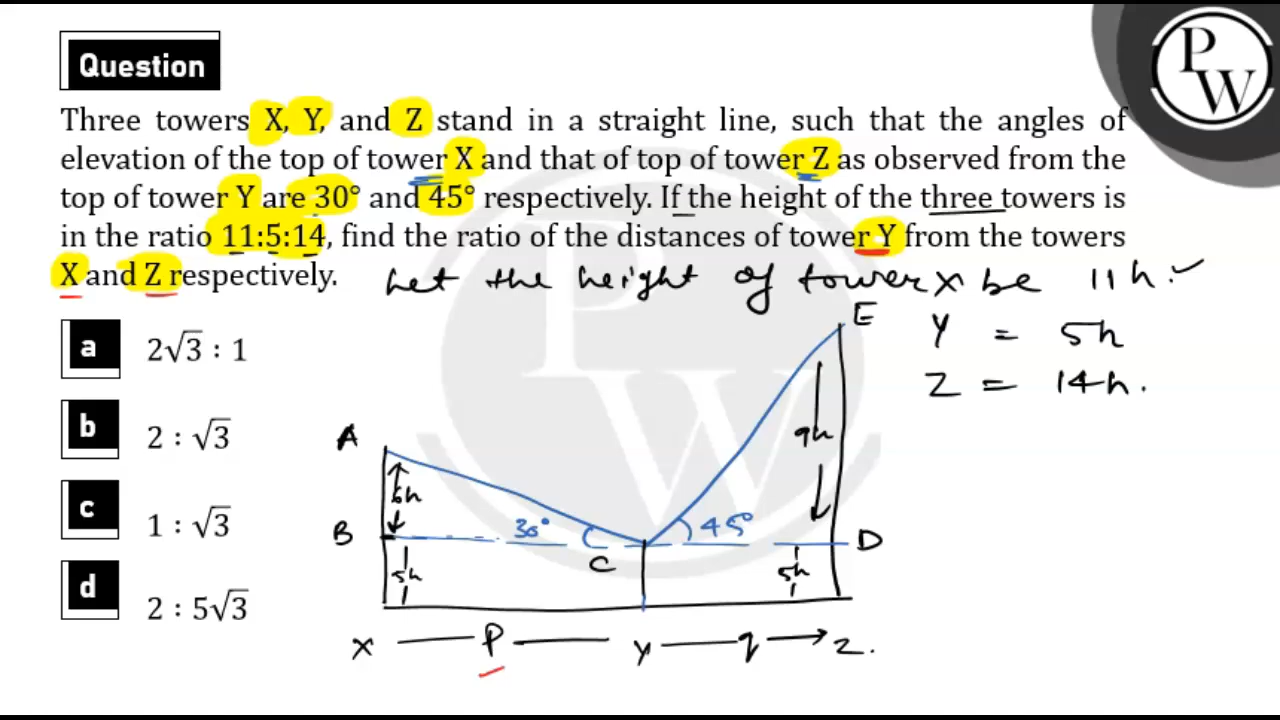 Question
PW
Three towers X, Y, and Z stand in a straight line, such that the angles of
elevation of the top of tower X and that of top of tower Z as observed from the
top of tower Y are 30° and 45° respectively. If the height of the three towers is
in the ratio 11:5:14, find the ratio of the distances of tower Y from the towers
X and Z respectively.
Let the height of tower X be 11h.
Y = 5h
Z = 14h.
a 2√3 : 1
b 2 : √3
c 1 : √3
d 2 : 5√3
E
A
9h
6h
B
30°
45°
D
C
5h
5h
X P Y q Z.